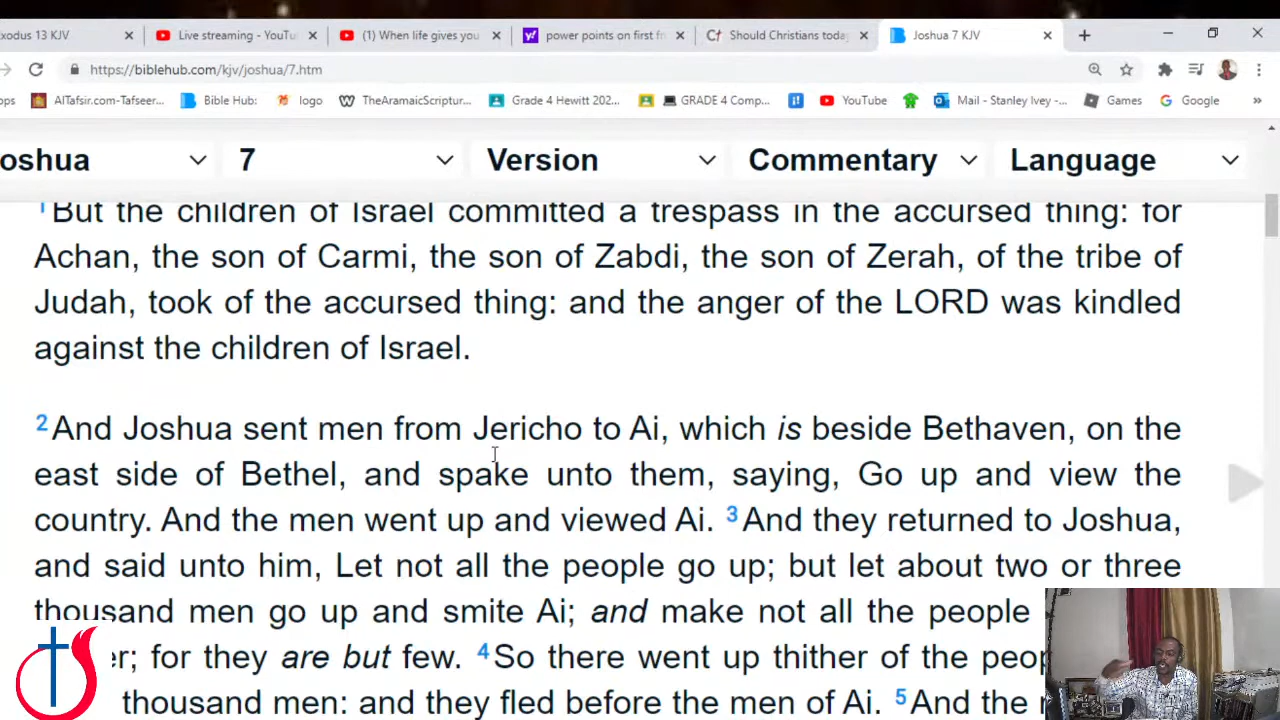 xodus 13 KJV
Live streaming - YouTu
(1) When life gives you
power points on first fr
Should Christians toda
Joshua 7 KJV
https://biblehub.com/kjv/joshua/7.htm
ps
AlTafsir.com-Tafseer...
Bible Hub:
logo
TheAramaicScriptur...
Grade 4 Hewitt 202...
GRADE 4 Comp...
YouTube
Mail - Stanley Ivey -...
Games
Google
»
oshua
7
Version
Commentary
Language
1 But the children of Israel committed a trespass in the accursed thing: for
Achan, the son of Carmi, the son of Zabdi, the son of Zerah, of the tribe of
Judah, took of the accursed thing: and the anger of the LORD was kindled
against the children of Israel.
2 And Joshua sent men from Jericho to Ai, which is beside Bethaven, on the
east side of Bethel, and spake unto them, saying, Go up and view the
country. And the men went up and viewed Ai. 3 And they returned to Joshua,
and said unto him, Let not all the people go up; but let about two or three
thousand men go up and smite Ai; and make not all the people
er; for they are but few. 4 So there went up thither of the peop
thousand men: and they fled before the men of Ai. 5 And the